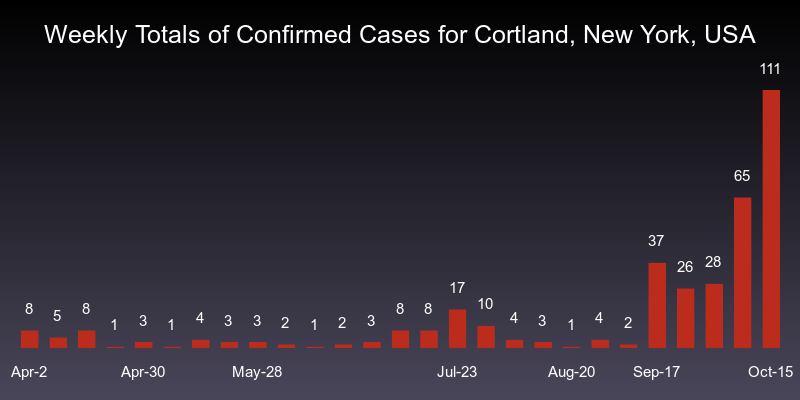 Weekly Totals of Confirmed Cases for Cortland, New York, USA
8 5 8 1 3 1 4 3 3 2 1 2 3 8 8 17 10 4 3 1 4 2 37 26 28 65 111
Apr-2 Apr-30 May-28 Jul-23 Aug-20 Sep-17 Oct-15